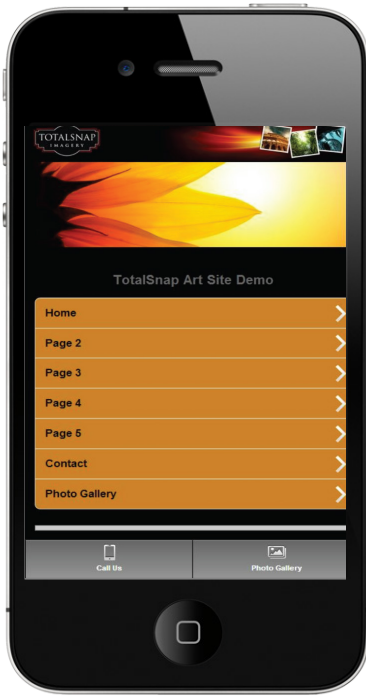 TOTALSNAP
IMAGERY
TotalSnap Art Site Demo
Home
Page 2
Page 3
Page 4
Page 5
Contact
Photo Gallery
Call Us
Photo Gallery